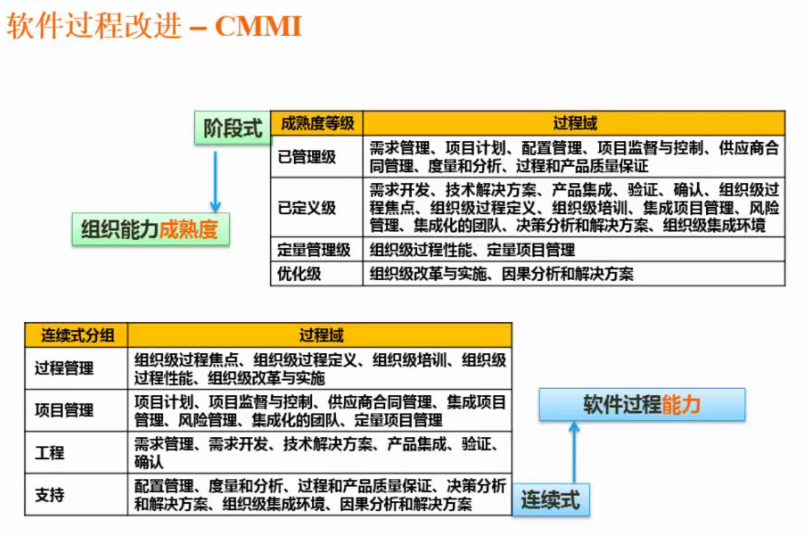 软件过程改进 – CMMI
阶段式
组织能力成熟度
成熟度等级 过程域
已管理级
需求管理、项目计划、配置管理、项目监督与控制、供应商合
同管理、度量和分析、过程和产品质量保证
已定义级
需求开发、技术解决方案、产品集成、验证、确认、组织级过
程焦点、组织级过程定义、组织级培训、集成项目管理、风险
管理、集成化的团队、决策分析和解决方案、组织级集成环境
定量管理级 组织级过程性能、定量项目管理
优化级 组织级改革与实施、因果分析和解决方案
连续式分组 过程域
过程管理
组织级过程焦点、组织级过程定义、组织级培训、组织级
过程性能、组织级改革与实施
项目管理
项目计划、项目监督与控制、供应商合同管理、集成项目
管理、风险管理、集成化的团队、定量项目管理
工程
需求管理、需求开发、技术解决方案、产品集成、验证、
确认
支持
配置管理、度量和分析、过程和产品质量保证、决策分析
和解决方案、组织级集成环境、因果分析和解决方案
软件过程能力
连续式